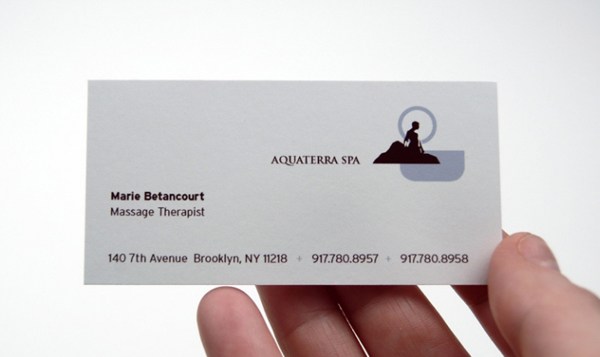 AQUATERRA SPA
Marie Betancourt
Massage Therapist
140 7th Avenue Brooklyn, NY 11218 + 917.780.8957 + 917.780.8958